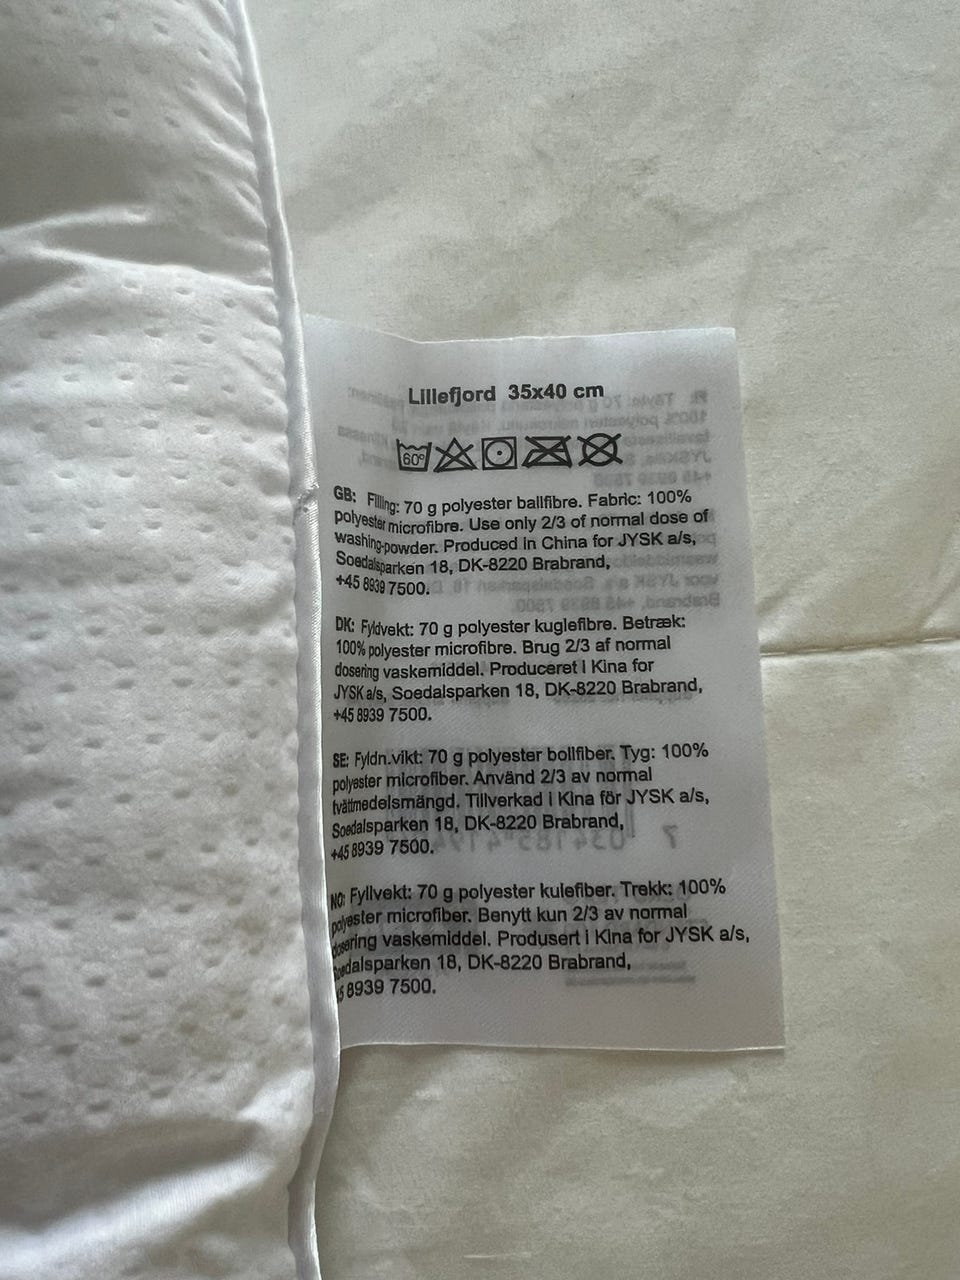 Lillefjord 35x40 cm
60°
GB: Filling: 70 g polyester ballfibre. Fabric: 100%
polyester microfibre. Use only 2/3 of normal dose of
washing-powder. Produced in China for JYSK a/s,
Soedalsparken 18, DK-8220 Brabrand,
+45 8939 7500.
DK: Fyldvekt: 70 g polyester kuglefibre. Betræk:
100% polyester microfibre. Brug 2/3 af normal
dosering vaskemiddel. Produceret i Kina for
JYSK a/s, Soedalsparken 18, DK-8220 Brabrand,
+45 8939 7500.
SE: Fyldn.vikt: 70 g polyester bollfiber. Tyg: 100%
polyester microfiber. Använd 2/3 av normal
tvättmedelsmängd. Tillverkad i Kina för JYSK a/s,
Soedalsparken 18, DK-8220 Brabrand,
+45 8939 7500.
NO: Fyllvekt: 70 g polyester kulefiber. Trekk: 100%
polyester microfiber. Benytt kun 2/3 av normal
dosering vaskemiddel. Produsert i Kina for JYSK a/s,
Soedalsparken 18, DK-8220 Brabrand,
45 8939 7500.